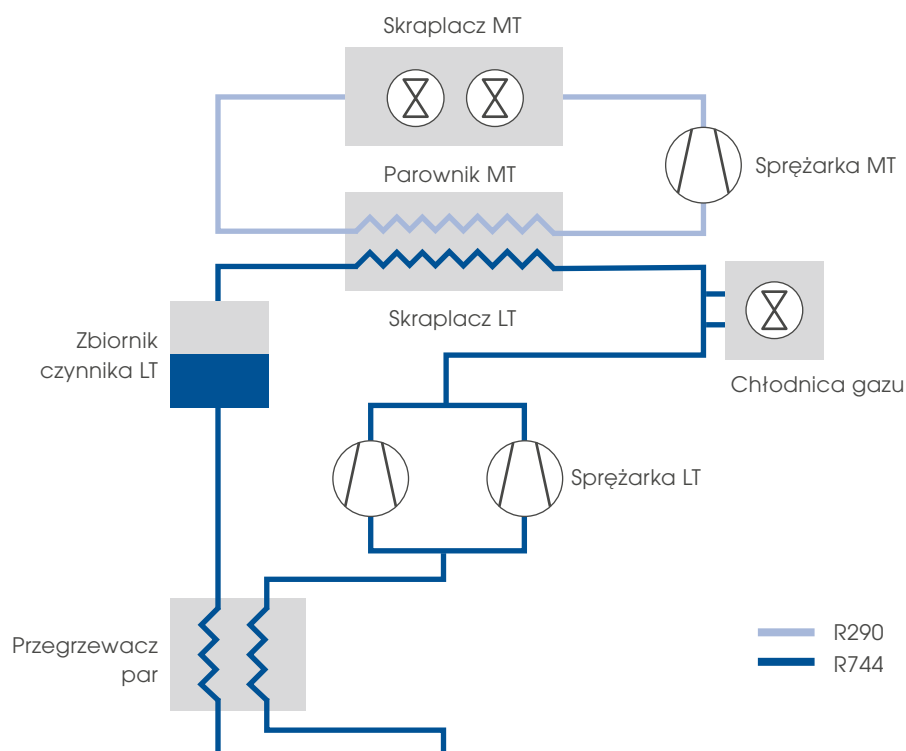 Skraplacz MT
Sprężarka MT
Parownik MT
Skraplacz LT
Zbiornik
czynnika LT
Chłodnica gazu
Sprężarka LT
Przegrzewacz
par
R290
R744